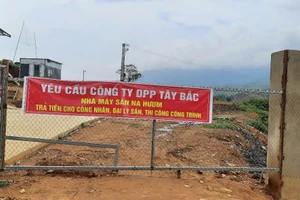 YÊU CẦU CÔNG TY DPP TÂY BẮC
NHÀ MÁY SẮN NA HƯƠM
TRẢ TIỀN CHO CÔNG NHÂN, ĐẠI LÝ SẮN, THI CÔNG CÔNG TRÌNH